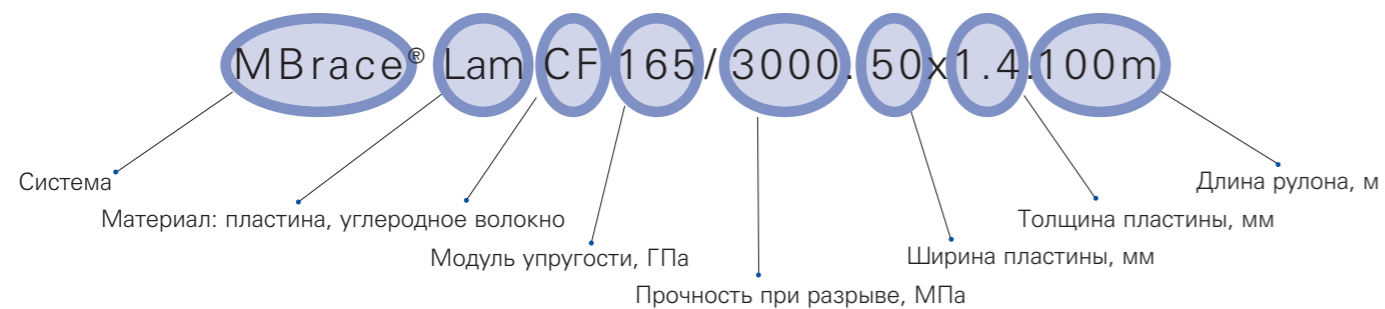 MBrace® Lam CF 165/3000.50x1.4.100m
Система
Длина рулона, м
Материал: пластина, углеродное волокно
Толщина пластины, мм
Модуль упругости, ГПа
Ширина пластины, мм
Прочность при разрыве, МПа